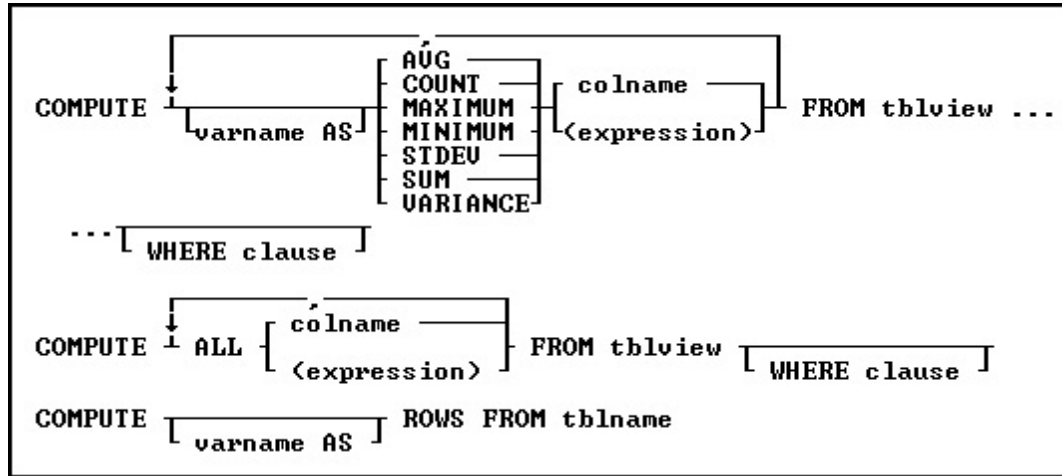 ,
AVG
COUNT colname
COMPUTE varname AS MAXIMUM (expression) FROM tblview ...
MINIMUM
STDEV
SUM
VARIANCE
... WHERE clause
,
COMPUTE ALL colname FROM tblview WHERE clause
(expression)
COMPUTE varname AS ROWS FROM tblname